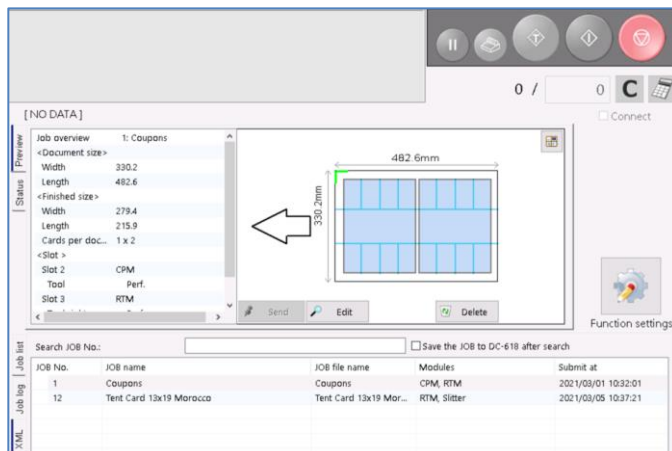 0 / 0 C
[NO DATA]
Connect
Preview
Status
Job overview 1: Coupons
<Document size>
Width 330.2
Length 482.6
<Finished size>
Width 279.4
Length 215.9
Cards per doc... 1 x 2
<Slot >
Slot 2 CPM
Tool Perf.
Slot 3 RTM
482.6mm
330.2mm
Send
Edit
Delete
Function settings
Job list
Job log
XML
Search JOB No.:
Save the JOB to DC-618 after search
JOB No. JOB name JOB file name Modules Submit at
1 Coupons Coupons CPM, RTM 2021/03/01 10:32:01
12 Tent Card 13x19 Morocco Tent Card 13x19 Mor... RTM, Slitter 2021/03/05 10:37:21